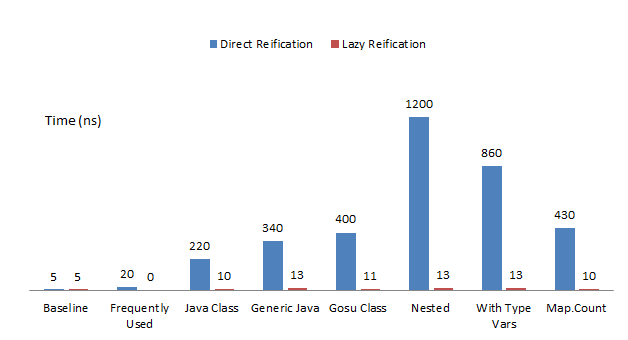 Direct Reification Lazy Reification
Time (ns)
1200
860
430
400
340
220
20
5 5 0 10 13 11 13 13 10
Baseline Frequently Java Class Generic Java Gosu Class Nested With Type Map.Count
Used Vars